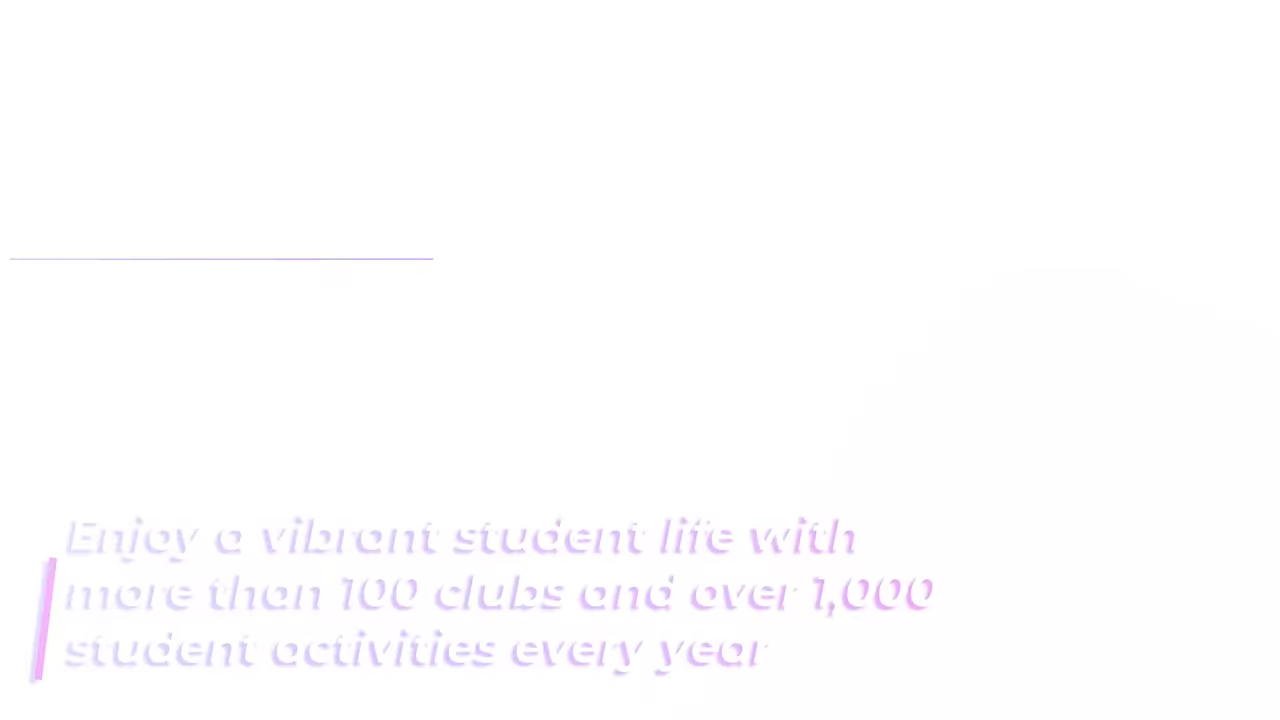 Enjoy a vibrant student life with
more than 100 clubs and over 1,000
student activities every year